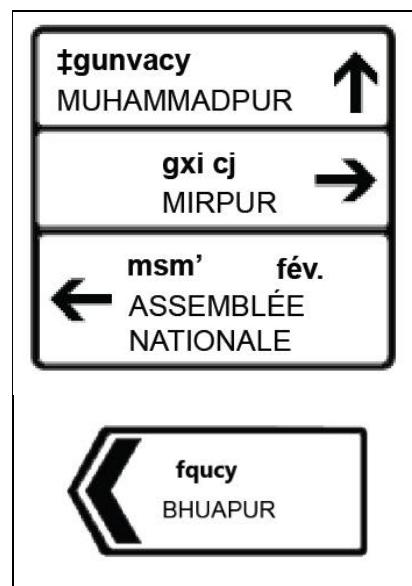 ‡gunvacy
MUHAMMADPUR
gxi cj
MIRPUR
msm’ fév.
ASSEMBLÉE
NATIONALE
fqucy
BHUAPUR